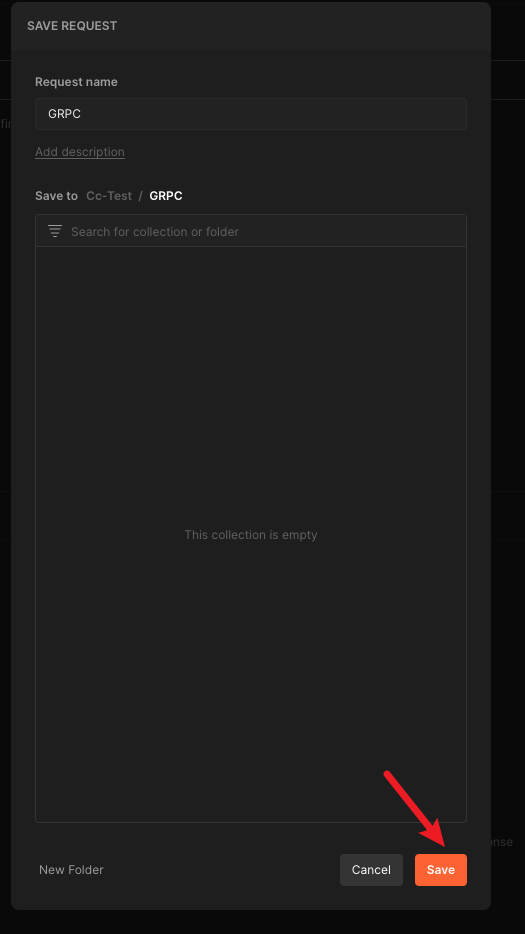 SAVE REQUEST
Request name
GRPC
Add description
Save to Cc-Test / GRPC
Search for collection or folder
This collection is empty
New Folder
Cancel
Save